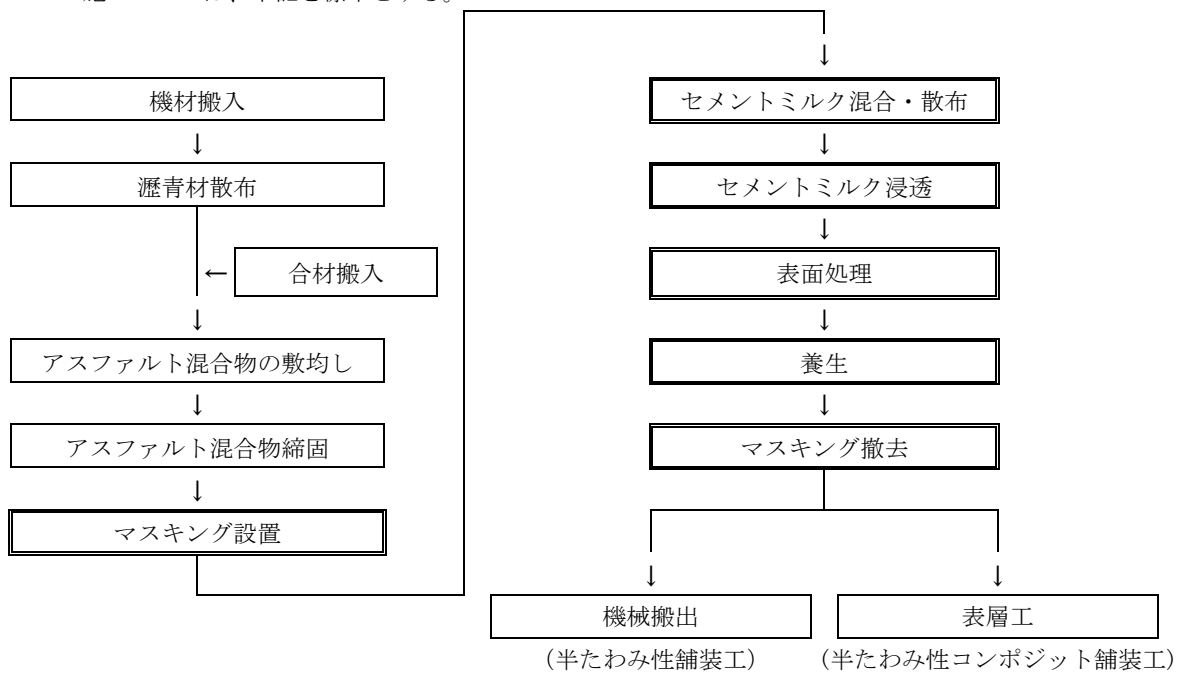 機材搬入
↓
瀝青材散布
← 合材搬入
↓
アスファルト混合物の敷均し
↓
アスファルト混合物締固
↓
マスキング設置
↓
セメントミルク混合・散布
↓
セメントミルク浸透
↓
表面処理
↓
養生
↓
マスキング撤去
↓ ↓
機械搬出 表層工
(半たわみ性舗装工) (半たわみ性コンポジット舗装工)